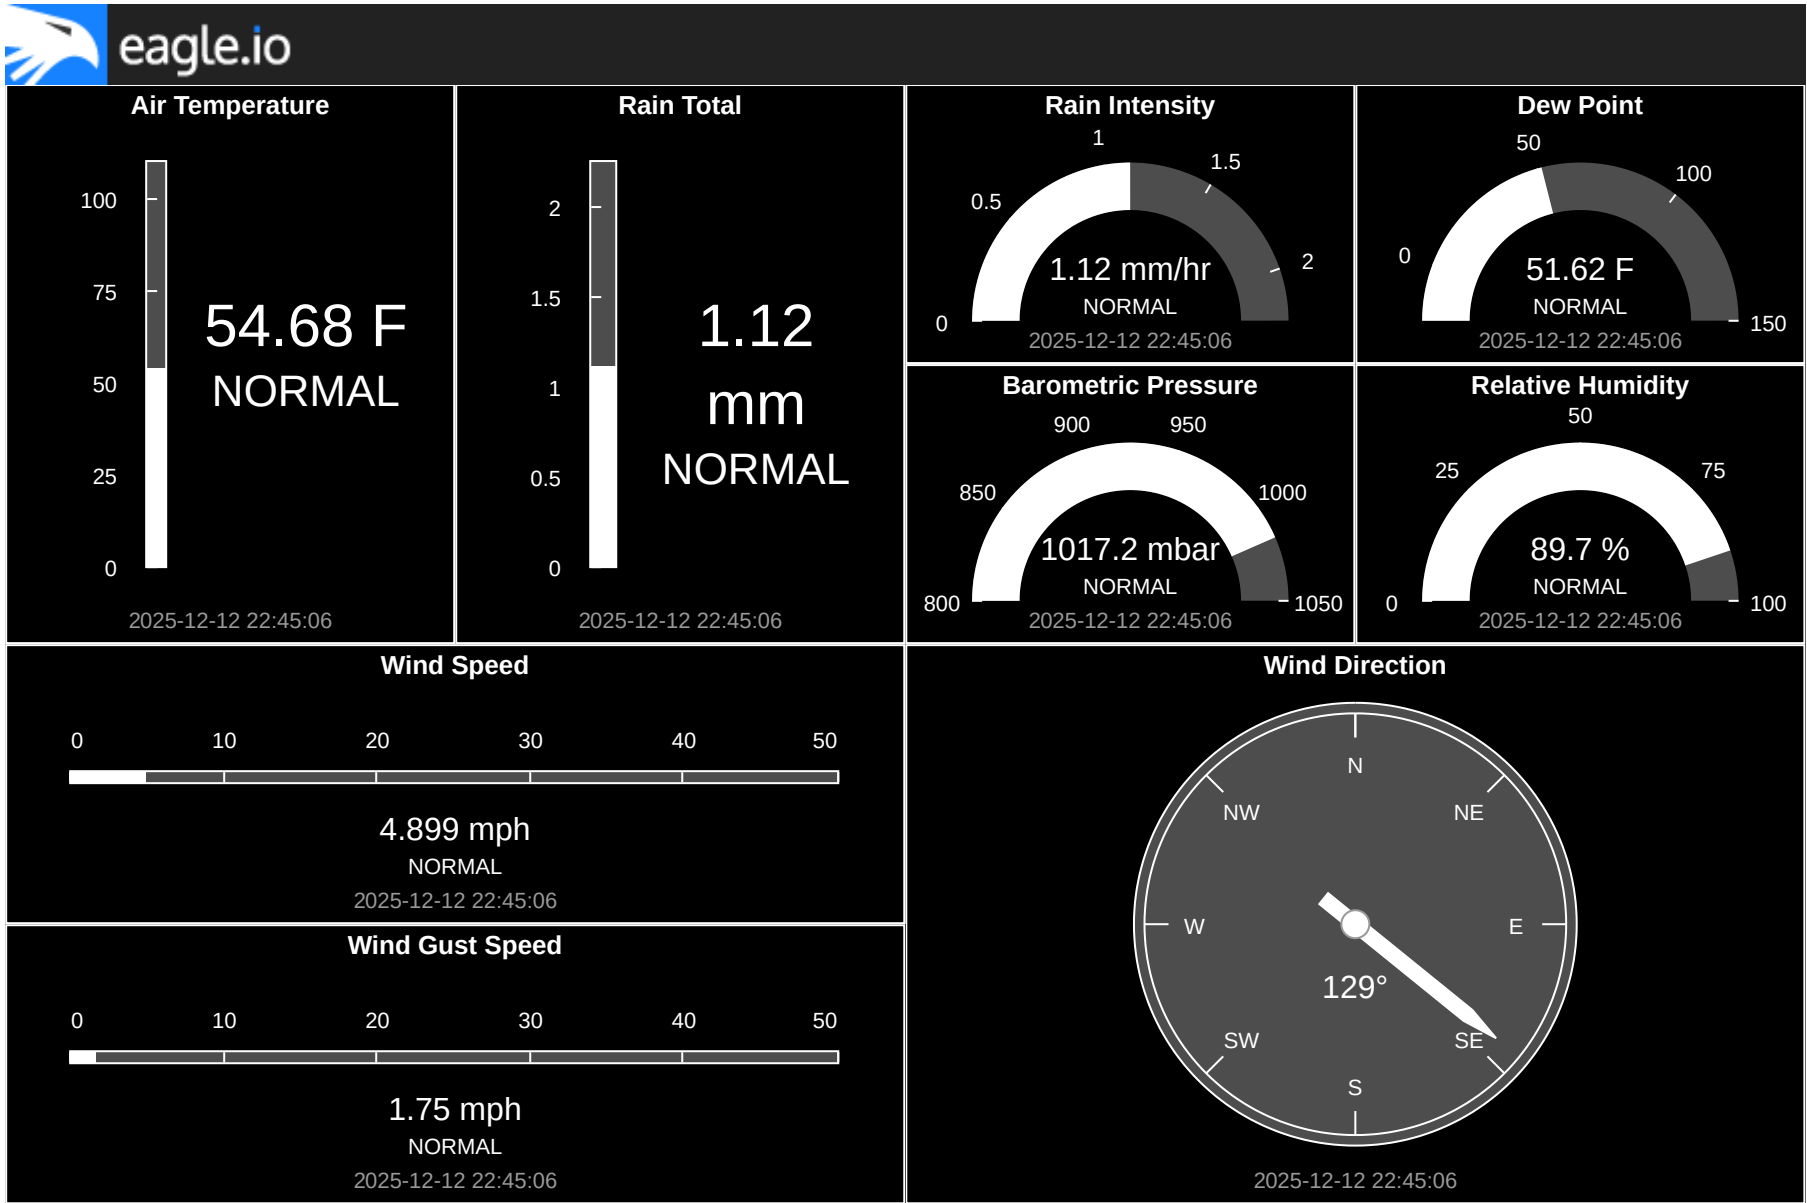 eagle.io
Air Temperature
100
75
50
25
0
54.68 F
NORMAL
2025-12-12 22:45:06
Rain Total
2
1.5
1
0.5
0
1.12
mm
NORMAL
2025-12-12 22:45:06
Rain Intensity
0
0.5
1
1.5
2
1.12 mm/hr
NORMAL
2025-12-12 22:45:06
Dew Point
0
50
100
150
51.62 F
NORMAL
2025-12-12 22:45:06
Barometric Pressure
800
850
900
950
1000
1050
1017.2 mbar
NORMAL
2025-12-12 22:45:06
Relative Humidity
0
25
50
75
100
89.7 %
NORMAL
2025-12-12 22:45:06
Wind Speed
0 10 20 30 40 50
4.899 mph
NORMAL
2025-12-12 22:45:06
Wind Gust Speed
0 10 20 30 40 50
1.75 mph
NORMAL
2025-12-12 22:45:06
Wind Direction
N
NW NE
W E
129°
SW SE
S
2025-12-12 22:45:06